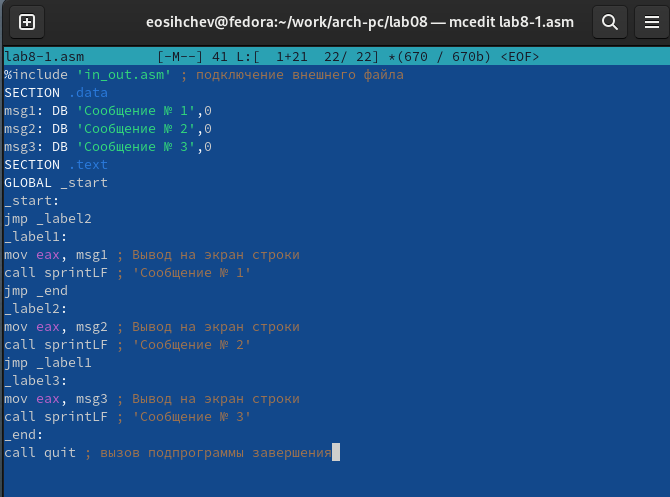 eosihchev@fedora:~/work/arch-pc/lab08 — mcedit lab8-1.asm
lab8-1.asm [-M--] 41 L:[ 1+21 22/ 22] *(670 / 670b) <EOF>
%include 'in_out.asm' ; подключение внешнего файла
SECTION .data
msg1: DB 'Сообщение № 1',0
msg2: DB 'Сообщение № 2',0
msg3: DB 'Сообщение № 3',0
SECTION .text
GLOBAL _start
_start:
jmp _label2
_label1:
mov eax, msg1 ; Вывод на экран строки
call sprintLF ; 'Сообщение № 1'
jmp _end
_label2:
mov eax, msg2 ; Вывод на экран строки
call sprintLF ; 'Сообщение № 2'
jmp _label1
_label3:
mov eax, msg3 ; Вывод на экран строки
call sprintLF ; 'Сообщение № 3'
_end:
call quit ; вызов подпрограммы завершения